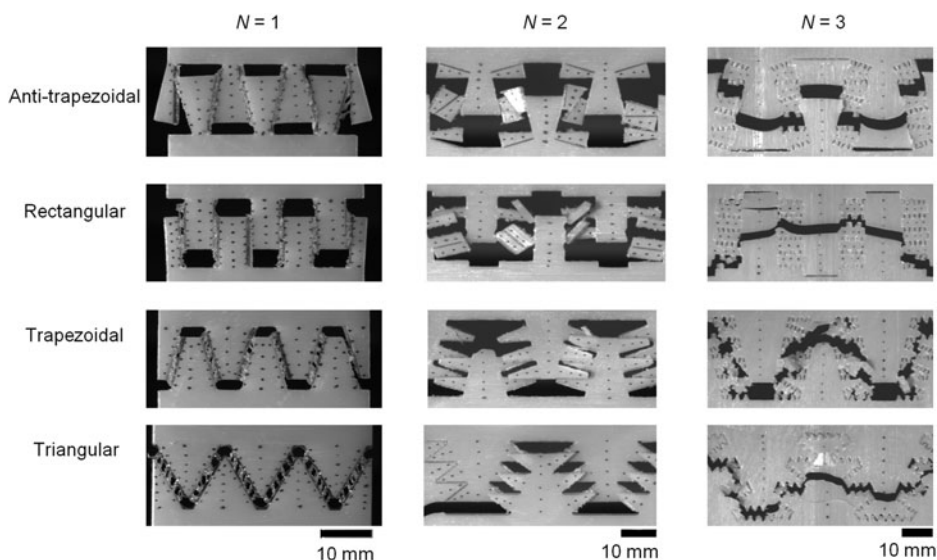 N = 1
N = 2
N = 3
Anti-trapezoidal
Rectangular
Trapezoidal
Triangular
10 mm
10 mm
10 mm